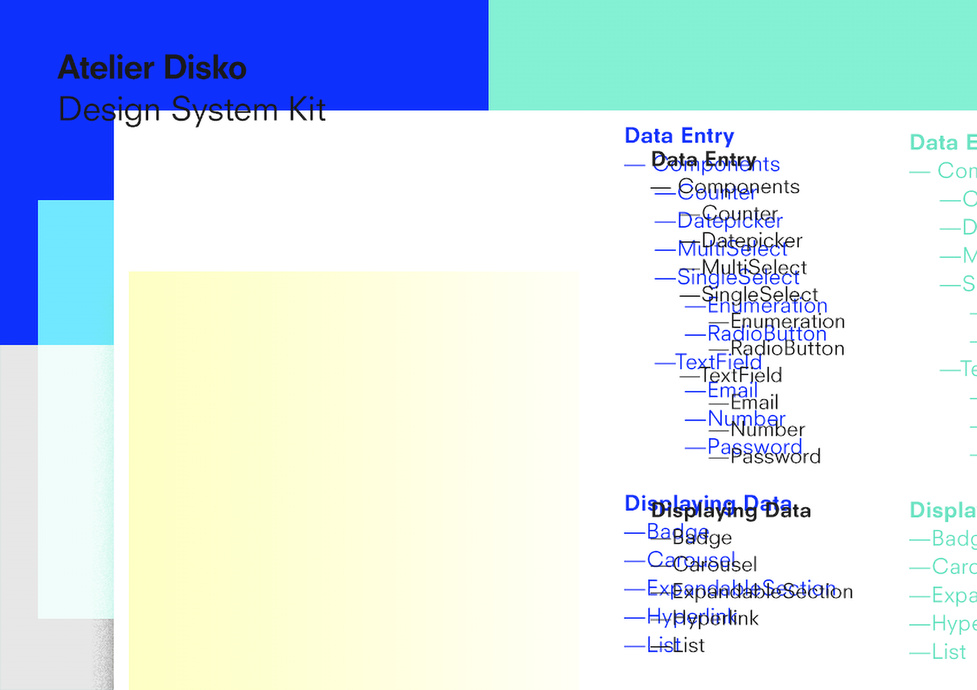 Atelier Disko
Design System Kit
Data Entry
— Components
—Counter
—Datepicker
—MultiSelect
—SingleSelect
—Enumeration
—RadioButton
—TextField
—Email
—Number
—Password
Displaying Data
—Badge
—Carousel
—ExpandableSection
—Hyperlink
—List
Data Entry
— Components
—Counter
—Datepicker
—MultiSelect
—SingleSelect
—Enumeration
—RadioButton
—TextField
—Email
—Number
—Password
Displaying Data
—Badge
—Carousel
—ExpandableSection
—Hyperlink
—List
Data E
— Com
—C
—D
—M
—S
—Te
Displa
—Badg
—Caro
—Expa
—Hype
—List